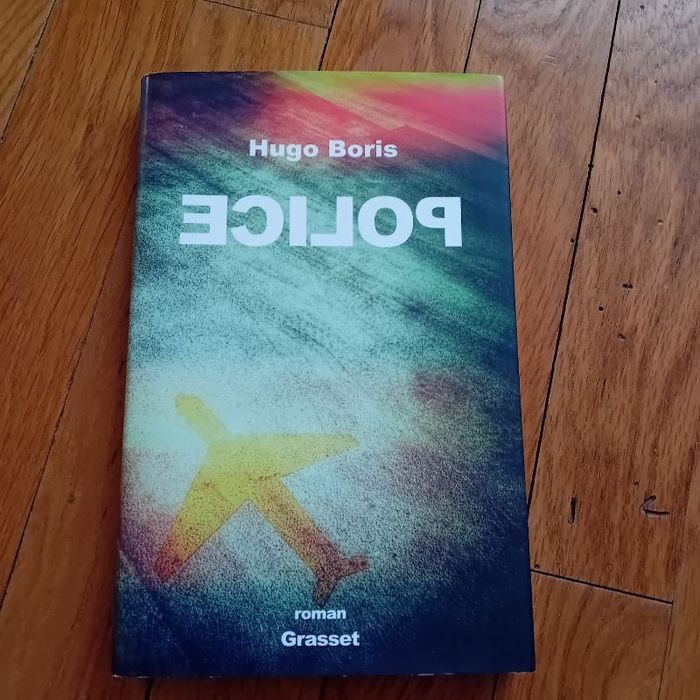 Hugo Boris
POLICE
roman
Grasset